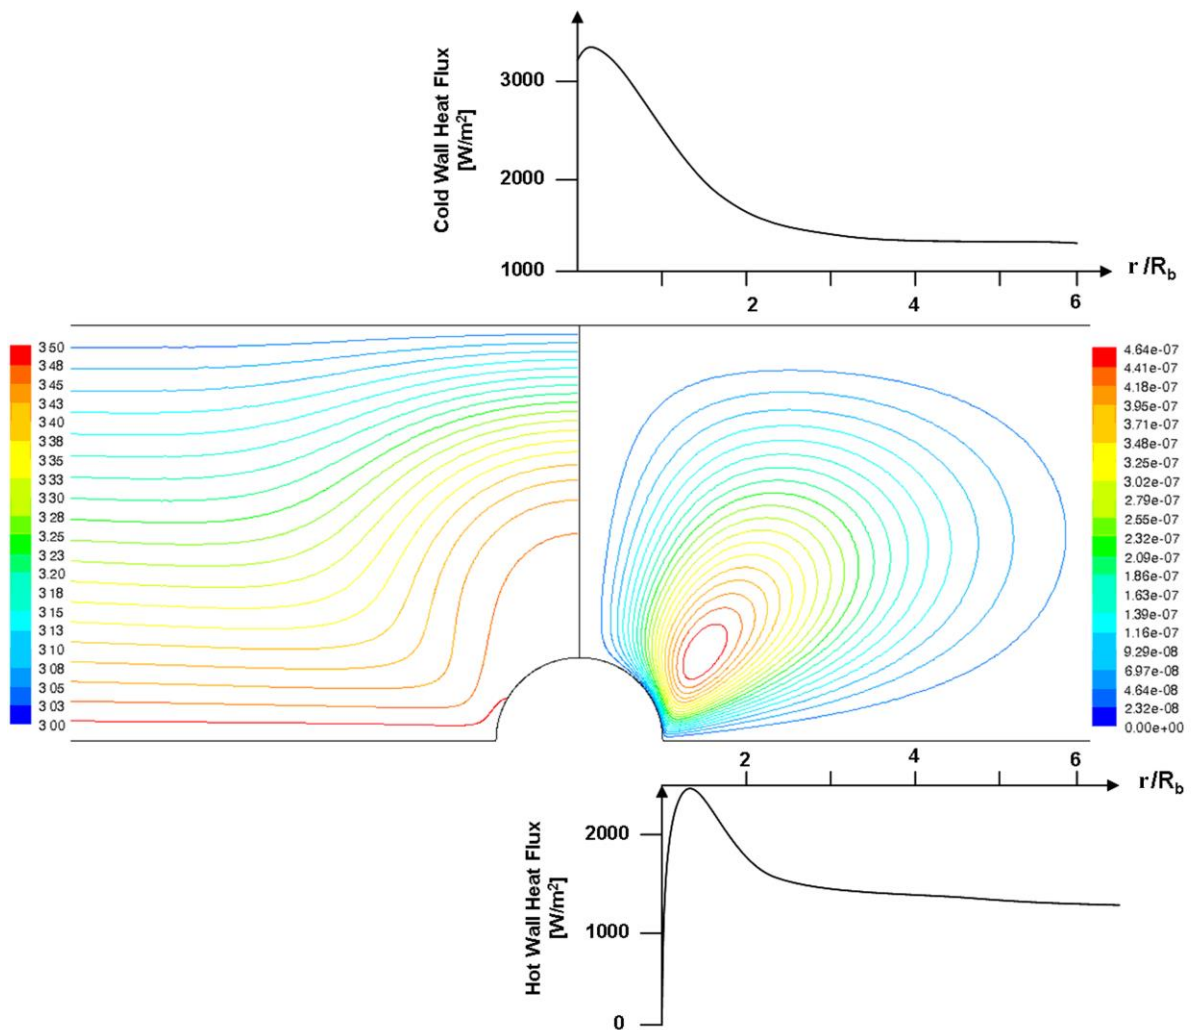 Cold Wall Heat Flux
[W/m²]
3000
2000
1000
2
4
6
r /R_b
3 60
3 48
3 45
3 43
3 40
3 38
3 35
3 33
3 30
3 28
3 25
3 23
3 20
3 18
3 15
3 13
3 10
3 08
3 05
3 03
3 00
4.64e-07
4.41e-07
4.18e-07
3.95e-07
3.71e-07
3.48e-07
3.25e-07
3.02e-07
2.79e-07
2.55e-07
2.32e-07
2.09e-07
1.86e-07
1.63e-07
1.39e-07
1.16e-07
9.29e-08
6.97e-08
4.64e-08
2.32e-08
0.00e+00
2
4
6
r/R_b
Hot Wall Heat Flux
[W/m²]
2000
1000
0